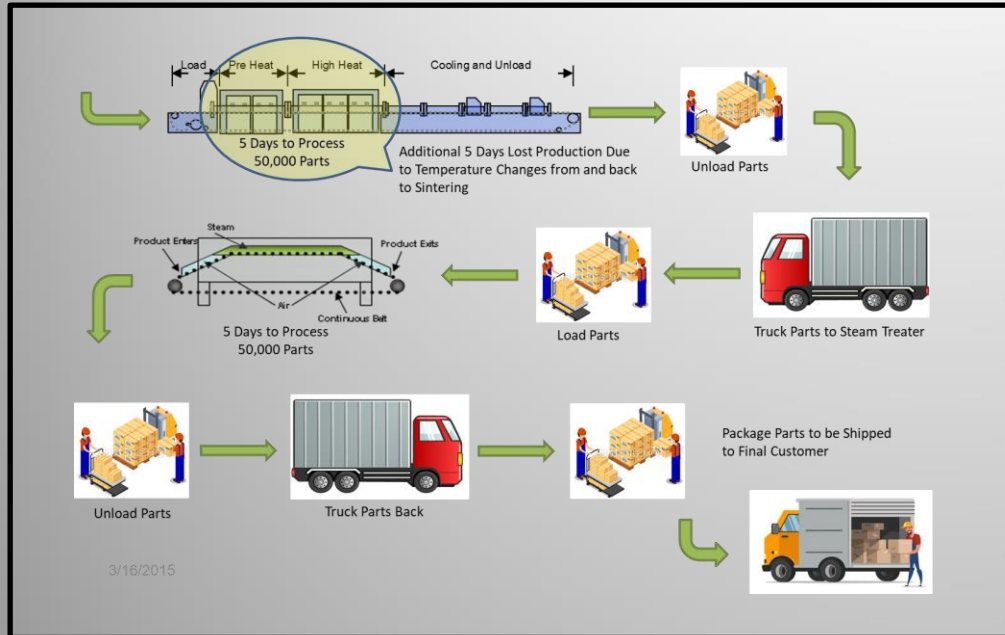 Load
Pre Heat
High Heat
Cooling and Unload
5 Days to Process
50,000 Parts
Additional 5 Days Lost Production Due
to Temperature Changes from and back
to Sintering
Unload Parts
Truck Parts to Steam Treater
Load Parts
Steam
Product Enters
Product Exits
Air
Continuous Belt
5 Days to Process
50,000 Parts
Unload Parts
Truck Parts Back
Package Parts to be Shipped
to Final Customer
3/16/2015